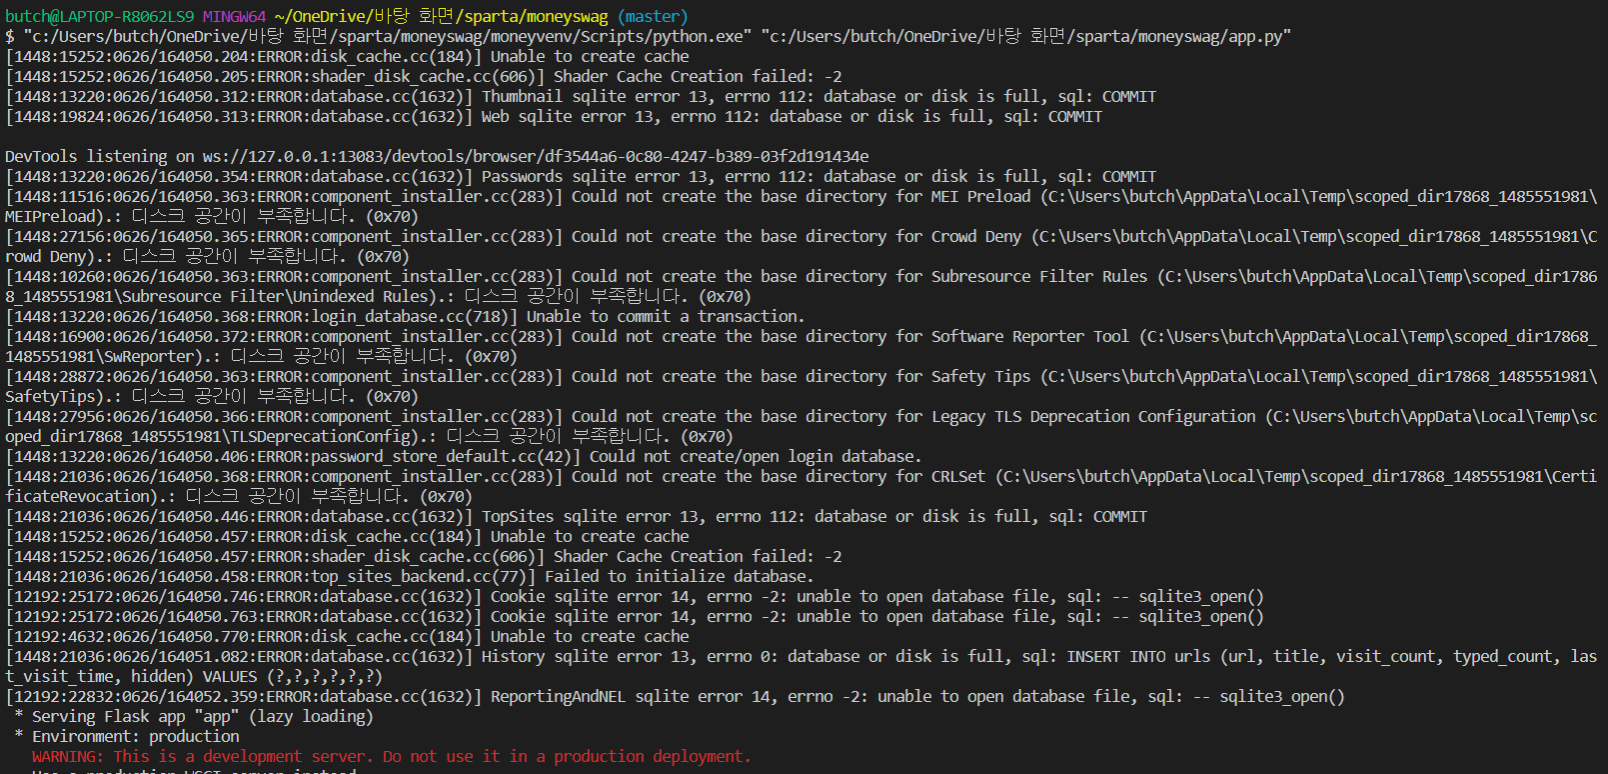 butch@LAPTOP-R8062LS9 MINGW64 ~/OneDrive/바탕 화면/sparta/moneyswag (master)
$ "c:/Users/butch/OneDrive/바탕 화면/sparta/moneyswag/moneyvenv/Scripts/python.exe" "c:/Users/butch/OneDrive/바탕 화면/sparta/moneyswag/app.py"
[1448:15252:0626/164050.204:ERROR:disk_cache.cc(184)] Unable to create cache
[1448:15252:0626/164050.205:ERROR:shader_disk_cache.cc(606)] Shader Cache Creation failed: -2
[1448:13220:0626/164050.312:ERROR:database.cc(1632)] Thumbnail sqlite error 13, errno 112: database or disk is full, sql: COMMIT
[1448:19824:0626/164050.313:ERROR:database.cc(1632)] Web sqlite error 13, errno 112: database or disk is full, sql: COMMIT
DevTools listening on ws://127.0.0.1:13083/devtools/browser/df3544a6-0c80-4247-b389-03f2d191434e
[1448:13220:0626/164050.354:ERROR:database.cc(1632)] Passwords sqlite error 13, errno 112: database or disk is full, sql: COMMIT
[1448:11516:0626/164050.363:ERROR:component_installer.cc(283)] Could not create the base directory for MEI Preload (C:\Users\butch\AppData\Local\Temp\scoped_dir17868_1485551981\
MEIPreload).: 디스크 공간이 부족합니다. (0x70)
[1448:27156:0626/164050.365:ERROR:component_installer.cc(283)] Could not create the base directory for Crowd Deny (C:\Users\butch\AppData\Local\Temp\scoped_dir17868_1485551981\C
rowd Deny).: 디스크 공간이 부족합니다. (0x70)
[1448:10260:0626/164050.363:ERROR:component_installer.cc(283)] Could not create the base directory for Subresource Filter Rules (C:\Users\butch\AppData\Local\Temp\scoped_dir1786
8_1485551981\Subresource Filter\Unindexed Rules).: 디스크 공간이 부족합니다. (0x70)
[1448:13220:0626/164050.368:ERROR:login_database.cc(718)] Unable to commit a transaction.
[1448:16900:0626/164050.372:ERROR:component_installer.cc(283)] Could not create the base directory for Software Reporter Tool (C:\Users\butch\AppData\Local\Temp\scoped_dir17868_
1485551981\SwReporter).: 디스크 공간이 부족합니다. (0x70)
[1448:28872:0626/164050.363:ERROR:component_installer.cc(283)] Could not create the base directory for Safety Tips (C:\Users\butch\AppData\Local\Temp\scoped_dir17868_1485551981\
SafetyTips).: 디스크 공간이 부족합니다. (0x70)
[1448:27956:0626/164050.366:ERROR:component_installer.cc(283)] Could not create the base directory for Legacy TLS Deprecation Configuration (C:\Users\butch\AppData\Local\Temp\sc
oped_dir17868_1485551981\TLSDeprecationConfig).: 디스크 공간이 부족합니다. (0x70)
[1448:13220:0626/164050.406:ERROR:password_store_default.cc(42)] Could not create/open login database.
[1448:21036:0626/164050.368:ERROR:component_installer.cc(283)] Could not create the base directory for CRLSet (C:\Users\butch\AppData\Local\Temp\scoped_dir17868_1485551981\Certi
ficateRevocation).: 디스크 공간이 부족합니다. (0x70)
[1448:21036:0626/164050.446:ERROR:database.cc(1632)] TopSites sqlite error 13, errno 112: database or disk is full, sql: COMMIT
[1448:15252:0626/164050.457:ERROR:disk_cache.cc(184)] Unable to create cache
[1448:15252:0626/164050.457:ERROR:shader_disk_cache.cc(606)] Shader Cache Creation failed: -2
[1448:21036:0626/164050.458:ERROR:top_sites_backend.cc(77)] Failed to initialize database.
[12192:25172:0626/164050.746:ERROR:database.cc(1632)] Cookie sqlite error 14, errno -2: unable to open database file, sql: -- sqlite3_open()
[12192:25172:0626/164050.763:ERROR:database.cc(1632)] Cookie sqlite error 14, errno -2: unable to open database file, sql: -- sqlite3_open()
[12192:4632:0626/164050.770:ERROR:disk_cache.cc(184)] Unable to create cache
[1448:21036:0626/164051.082:ERROR:database.cc(1632)] History sqlite error 13, errno 0: database or disk is full, sql: INSERT INTO urls (url, title, visit_count, typed_count, las
t_visit_time, hidden) VALUES (?,?,?,?,?,?)
[12192:22832:0626/164052.359:ERROR:database.cc(1632)] ReportingAndNEL sqlite error 14, errno -2: unable to open database file, sql: -- sqlite3_open()
* Serving Flask app "app" (lazy loading)
* Environment: production
WARNING: This is a development server. Do not use it in a production deployment.
Use a production WSGI server instead